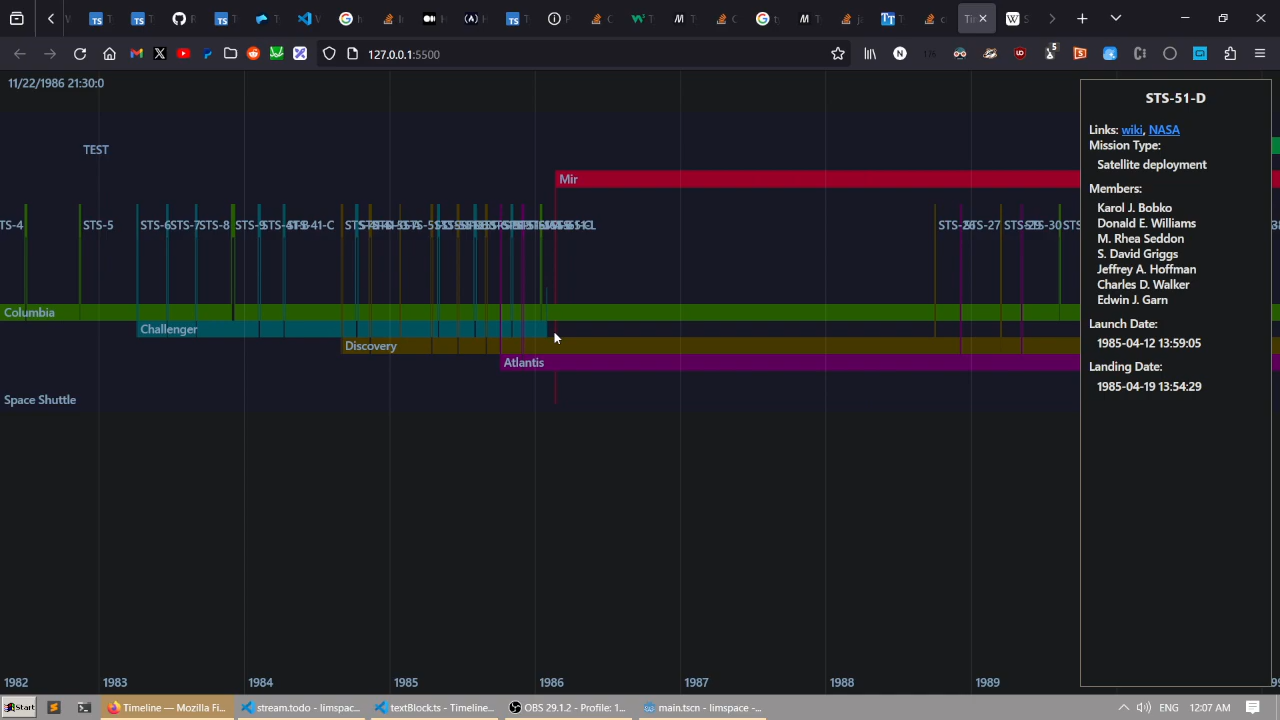 127.0.0.1:5500
11/22/1986 21:30:0
TEST
Mir
STS-4
STS-5
STS-6
STS-7
STS-8
STS-9
41-C
STS-27
STS-30
Columbia
Challenger
Discovery
Atlantis
Space Shuttle
1982
1983
1984
1985
1986
1987
1988
1989
STS-51-D
Links: wiki, NASA
Mission Type:
Satellite deployment
Members:
Karol J. Bobko
Donald E. Williams
M. Rhea Seddon
S. David Griggs
Jeffrey A. Hoffman
Charles D. Walker
Edwin J. Garn
Launch Date:
1985-04-12 13:59:05
Landing Date:
1985-04-19 13:54:29
Start
Timeline — Mozilla Fi...
stream.todo - limspac...
textBlock.ts - Timeline...
OBS 29.1.2 - Profile: 1...
main.tscn - limspace -...
ENG
12:07 AM